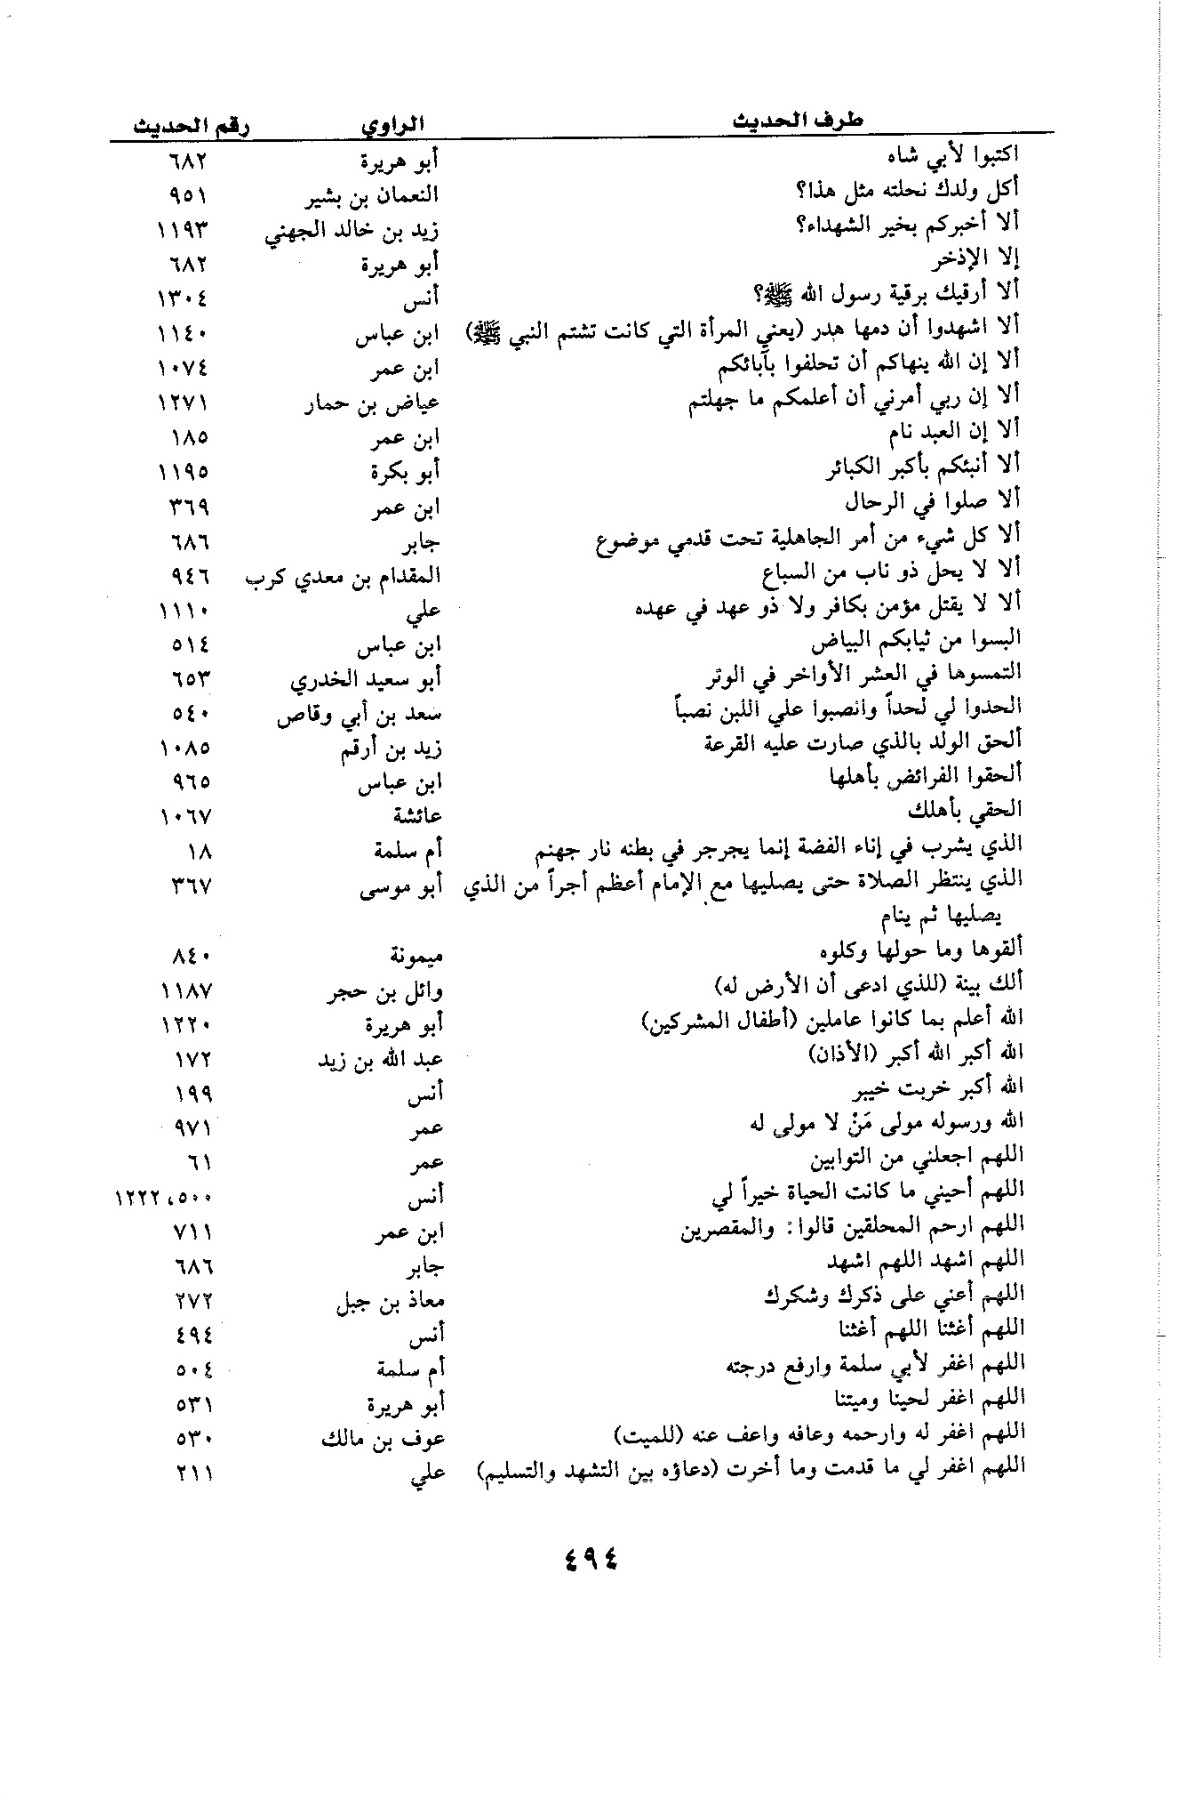 طرف الحديث الراوي رقم الحديث
اكتبوا لأبي شاه أبو هريرة ٦٨٢
أكل ولدك نحلته مثل هذا؟ النعمان بن بشير ٩٥١
ألا أخبركم بخير الشهداء؟ زيد بن خالد الجهني ١١٩٣
إلا الإذخر أبو هريرة ٦٨٢
ألا أرقيك برقية رسول الله ﷺ؟ أنس ١٣٠٤
ألا اشهدوا أن دمها هدر (يعني المرأة التي كانت تشتم النبي ﷺ) ابن عباس ١١٤٠
ألا إن الله ينهاكم أن تحلفوا بآبائكم ابن عمر ١٠٧٤
ألا إن ربي أمرني أن أعلمكم ما جهلتم عياض بن حمار ١٢٧١
ألا إن العبد نام ابن عمر ١٨٥
ألا أنبئكم بأكبر الكبائر أبو بكرة ١١٩٥
ألا صلوا في الرحال ابن عمر ٣٦٩
ألا كل شيء من أمر الجاهلية تحت قدمي موضوع جابر ٦٨٦
ألا لا يحل ذو ناب من السباع المقدام بن معدي كرب ٩٤٦
ألا لا يقتل مؤمن بكافر ولا ذو عهد في عهده علي ١١١٠
البسوا من ثيابكم البياض ابن عباس ٥١٤
التمسوها في العشر الأواخر في الوتر أبو سعيد الخدري ٦٥٣
الحدوا لي لحداً وانصبوا علي اللبن نصباً سعد بن أبي وقاص ٥٤٠
ألحق الولد بالذي صارت عليه القرعة زيد بن أرقم ١٠٨٥
ألحقوا الفرائض بأهلها ابن عباس ٩٦٥
الحقي بأهلك عائشة ١٠٦٧
الذي يشرب في إناء الفضة إنما يجرجر في بطنه نار جهنم أم سلمة ١٨
الذي ينتظر الصلاة حتى يصليها مع الإمام أعظم أجراً من الذي أبو موسى ٣٦٧
يصليها ثم ينام
ألقوها وما حولها وكلوه ميمونة ٨٤٠
ألك بينة (للذي ادعى أن الأرض له) وائل بن حجر ١١٨٧
الله أعلم بما كانوا عاملين (أطفال المشركين) أبو هريرة ١٢٢٠
الله أكبر الله أكبر (الأذان) عبد الله بن زيد ١٧٢
الله أكبر خربت خيبر أنس ١٩٩
الله ورسوله مولى مَنْ لا مولى له عمر ٩٧١
اللهم اجعلني من التوابين عمر ٦١
اللهم أحيني ما كانت الحياة خيراً لي أنس ٥٠٠، ١٢٢٢
اللهم ارحم المحلقين قالوا: والمقصرين ابن عمر ٧١١
اللهم اشهد اللهم اشهد جابر ٦٨٦
اللهم أعني على ذكرك وشكرك معاذ بن جبل ٢٧٢
اللهم أغثنا اللهم أغثنا أنس ٤٩٤
اللهم اغفر لأبي سلمة وارفع درجته أم سلمة ٥٠٤
اللهم اغفر لحينا وميتنا أبو هريرة ٥٣١
اللهم اغفر له وارحمه وعافه واعف عنه (للميت) عوف بن مالك ٥٣٠
اللهم اغفر لي ما قدمت وما أخرت (دعاؤه بين التشهد والتسليم) علي ٢١١
٤٩٤